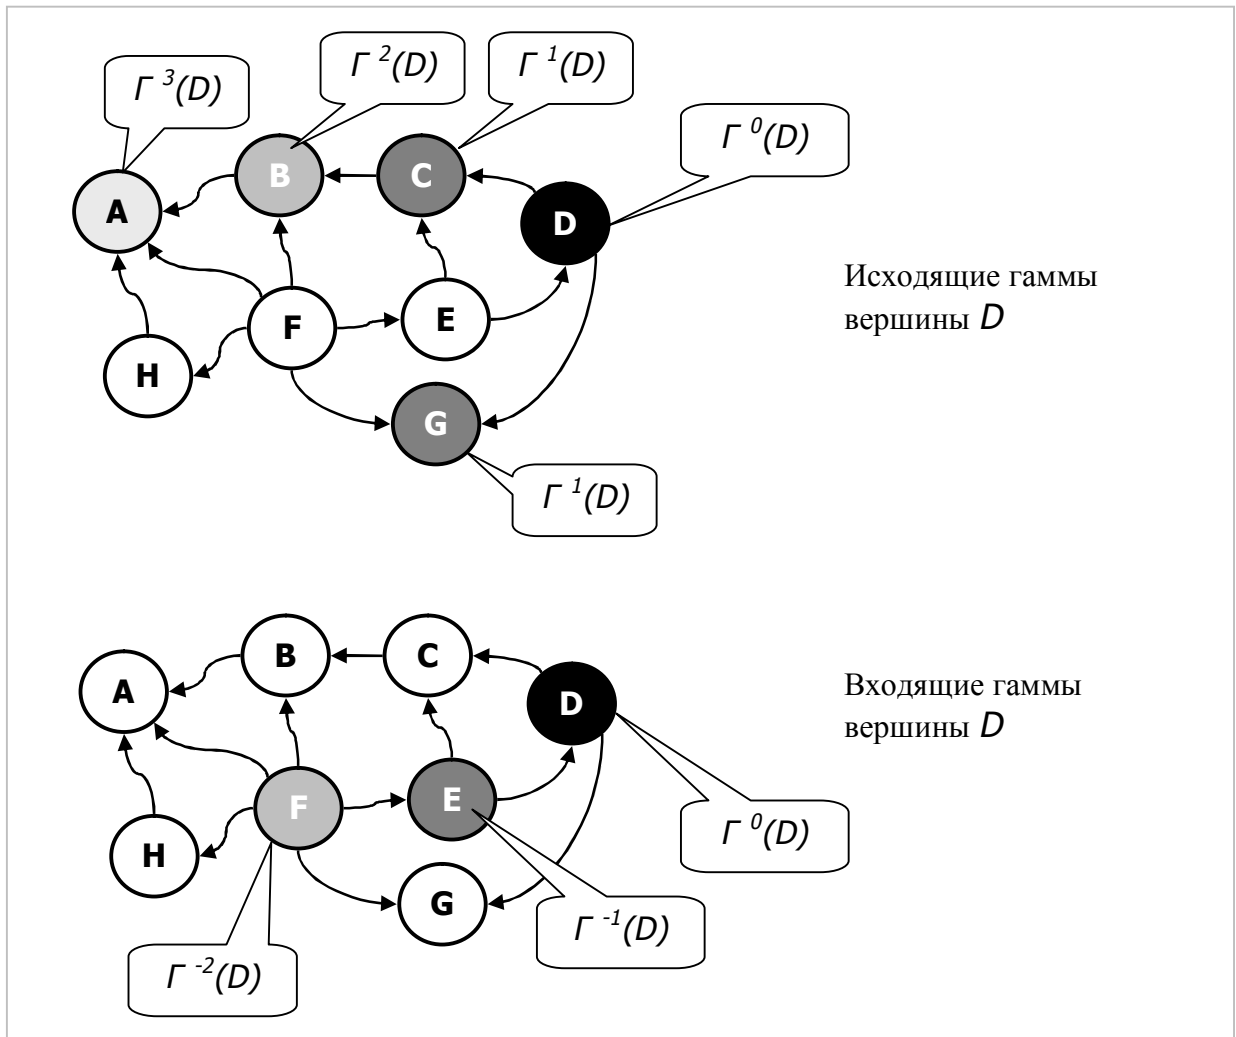 Г ³(D)
Г ²(D)
Г ¹(D)
Г ⁰(D)
A
B
C
D
Исходящие гаммы
вершины D
F
E
H
G
Г ¹(D)
A
B
C
D
Входящие гаммы
вершины D
F
E
H
G
Г ⁰(D)
Г ⁻¹(D)
Г ⁻²(D)